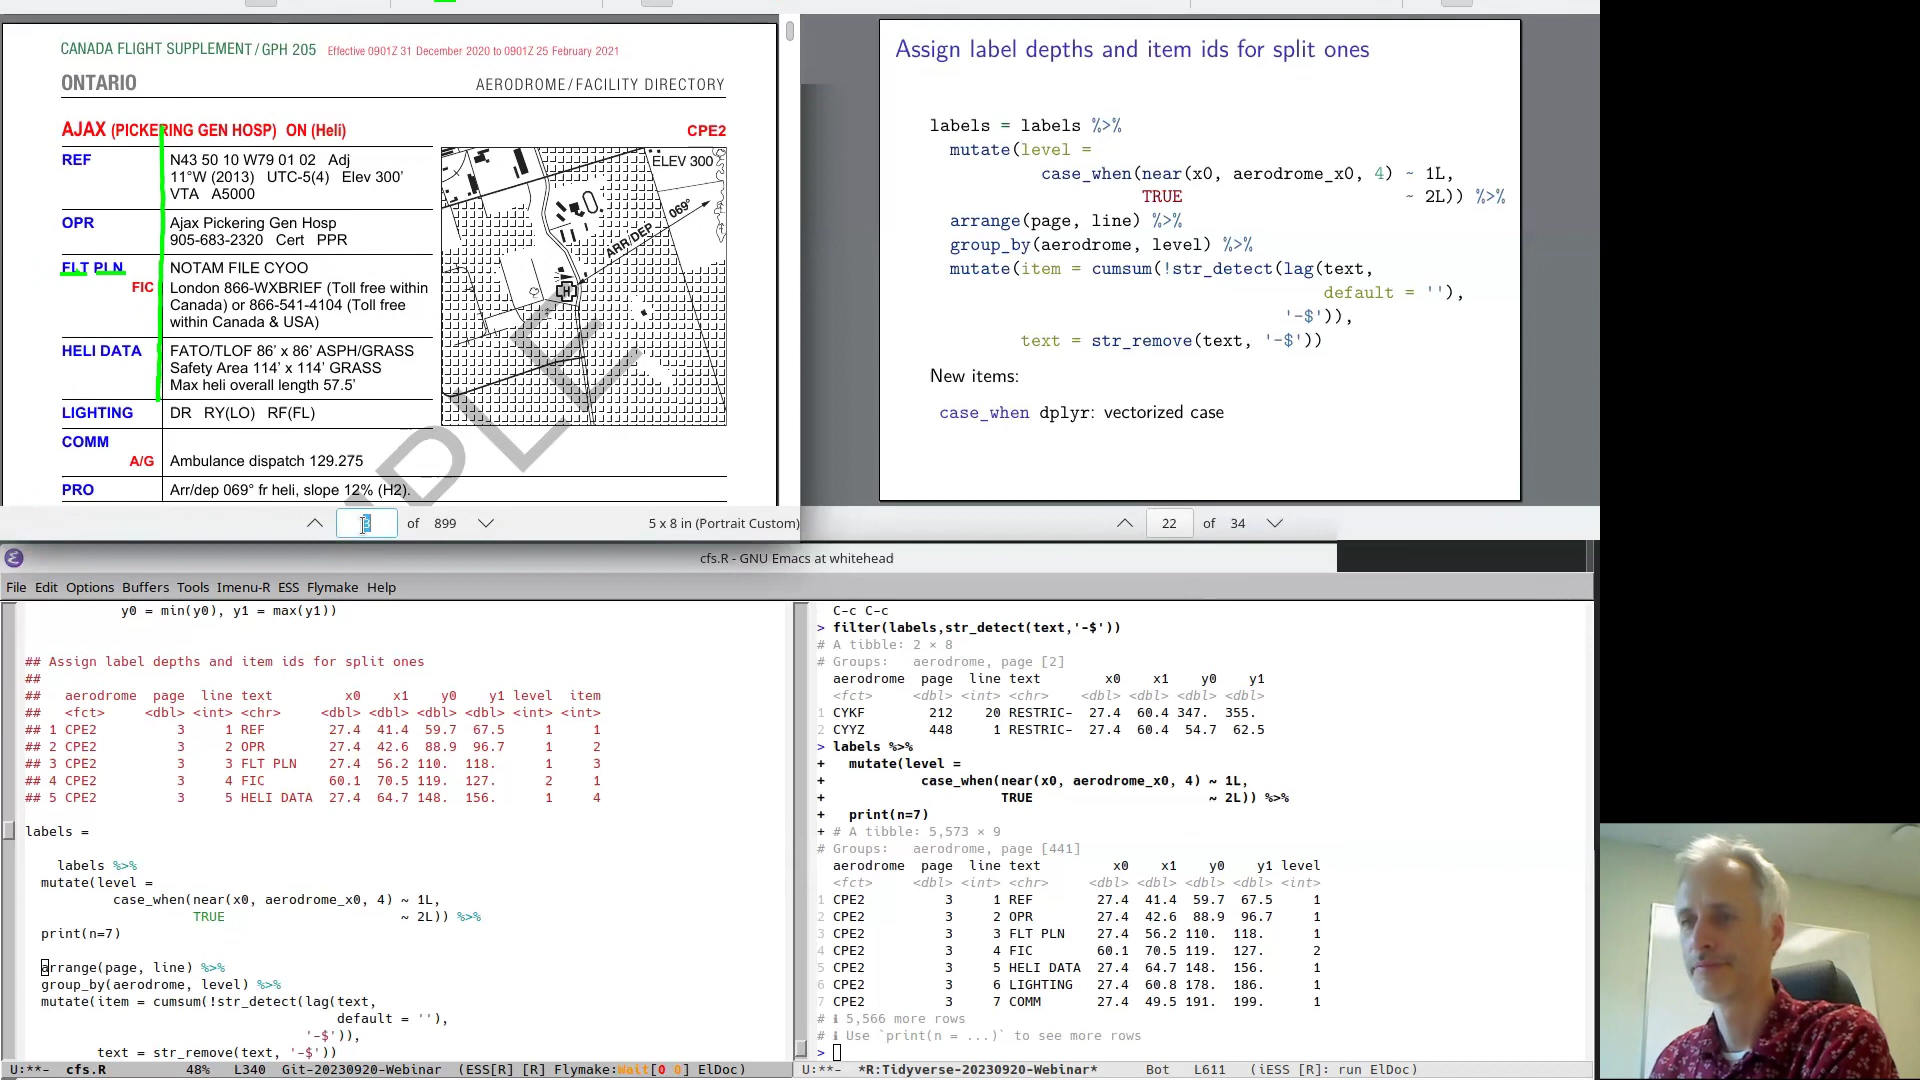 CANADA FLIGHT SUPPLEMENT / GPH 205 Effective 0901Z 31 December 2020 to 0901Z 25 February 2021
ONTARIO AERODROME / FACILITY DIRECTORY
AJAX (PICKERING GEN HOSP) ON (Heli) CPE2
REF N43 50 10 W79 01 02 Adj
11°W (2013) UTC-5(4) Elev 300'
VTA A5000
OPR Ajax Pickering Gen Hosp
905-683-2320 Cert PPR
FLT PLN NOTAM FILE CYOO
FIC London 866-WXBRIEF (Toll free within
Canada) or 866-541-4104 (Toll free
within Canada & USA)
HELI DATA FATO/TLOF 86' x 86' ASPH/GRASS
Safety Area 114' x 114' GRASS
Max heli overall length 57.5'
LIGHTING DR RY(LO) RF(FL)
COMM
A/G Ambulance dispatch 129.275
PRO Arr/dep 069° fr heli, slope 12% (H2).
ELEV 300
069°
ARR/DEP
H
3 of 899 5 x 8 in (Portrait Custom)
Assign label depths and item ids for split ones
labels = labels %>%
mutate(level =
case_when(near(x0, aerodrome_x0, 4) ~ 1L,
TRUE ~ 2L)) %>%
arrange(page, line) %>%
group_by(aerodrome, level) %>%
mutate(item = cumsum(!str_detect(lag(text,
default = ''),
'-$')),
text = str_remove(text, '-$'))
New items:
case_when dplyr: vectorized case
22 of 34
cfs.R - GNU Emacs at whitehead
File Edit Options Buffers Tools Imenu-R ESS Flymake Help
y0 = min(y0), y1 = max(y1))
## Assign label depths and item ids for split ones
##
## aerodrome page line text x0 x1 y0 y1 level item
## <fct> <dbl> <int> <chr> <dbl> <dbl> <dbl> <dbl> <int> <int>
## 1 CPE2 3 1 REF 27.4 41.4 59.7 67.5 1 1
## 2 CPE2 3 2 OPR 27.4 42.6 88.9 96.7 1 2
## 3 CPE2 3 3 FLT PLN 27.4 56.2 110. 118. 1 3
## 4 CPE2 3 4 FIC 60.1 70.5 119. 127. 2 1
## 5 CPE2 3 5 HELI DATA 27.4 64.7 148. 156. 1 4
labels =
labels %>%
mutate(level =
case_when(near(x0, aerodrome_x0, 4) ~ 1L,
TRUE ~ 2L)) %>%
print(n=7)
arrange(page, line) %>%
group_by(aerodrome, level) %>%
mutate(item = cumsum(!str_detect(lag(text,
default = ''),
'-$')),
text = str_remove(text, '-$'))
U:**- cfs.R 48% L340 Git-20230920-Webinar (ESS[R] [R] Flymake:Wait[0 0] ElDoc)
C-c C-c
> filter(labels,str_detect(text,'-$'))
# A tibble: 2 × 8
# Groups: aerodrome, page [2]
aerodrome page line text x0 x1 y0 y1
<fct> <dbl> <int> <chr> <dbl> <dbl> <dbl> <dbl>
1 CYKF 212 20 RESTRIC- 27.4 60.4 347. 355.
2 CYYZ 448 1 RESTRIC- 27.4 60.4 54.7 62.5
> labels %>%
+ mutate(level =
+ case_when(near(x0, aerodrome_x0, 4) ~ 1L,
+ TRUE ~ 2L)) %>%
+ print(n=7)
+ # A tibble: 5,573 × 9
# Groups: aerodrome, page [441]
aerodrome page line text x0 x1 y0 y1 level
<fct> <dbl> <int> <chr> <dbl> <dbl> <dbl> <dbl> <int>
1 CPE2 3 1 REF 27.4 41.4 59.7 67.5 1
2 CPE2 3 2 OPR 27.4 42.6 88.9 96.7 1
3 CPE2 3 3 FLT PLN 27.4 56.2 110. 118. 1
4 CPE2 3 4 FIC 60.1 70.5 119. 127. 2
5 CPE2 3 5 HELI DATA 27.4 64.7 148. 156. 1
6 CPE2 3 6 LIGHTING 27.4 60.8 178. 186. 1
7 CPE2 3 7 COMM 27.4 49.5 191. 199. 1
# ℹ 5,566 more rows
# ℹ Use `print(n = ...)` to see more rows
>
U:**- *R:Tidyverse-20230920-Webinar* Bot L611 (iESS [R]: run ElDoc)